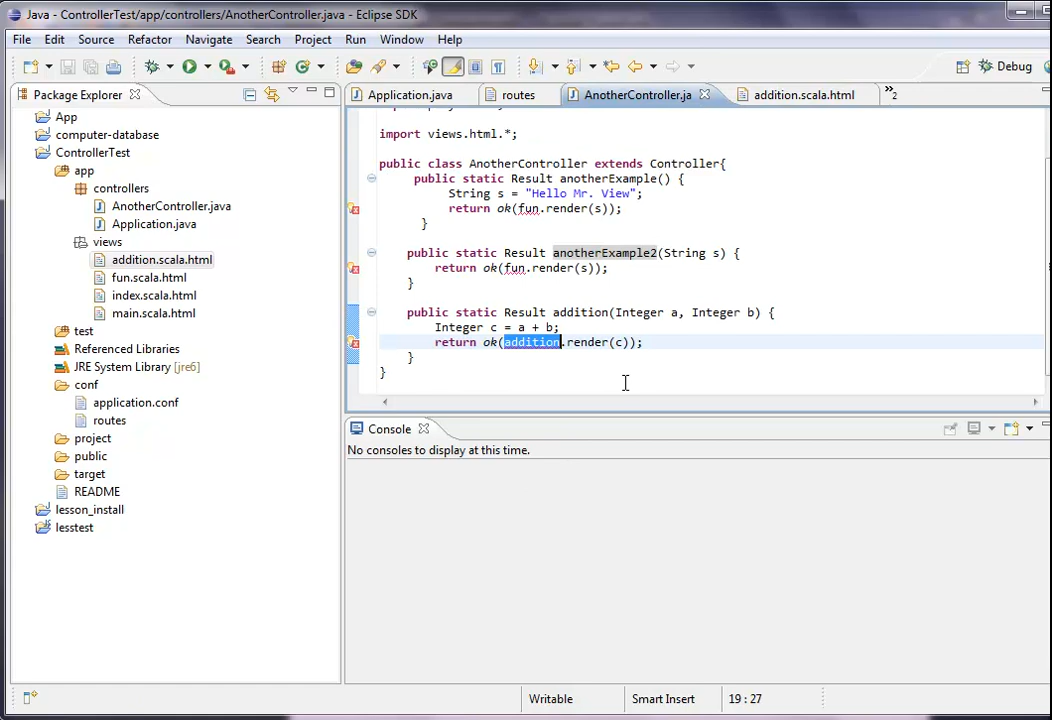 Java - ControllerTest/app/controllers/AnotherController.java - Eclipse SDK
File Edit Source Refactor Navigate Search Project Run Window Help
Debug
Package Explorer
App
computer-database
ControllerTest
app
controllers
AnotherController.java
Application.java
views
addition.scala.html
fun.scala.html
index.scala.html
main.scala.html
test
Referenced Libraries
JRE System Library [jre6]
conf
application.conf
routes
project
public
target
README
lesson_install
lesstest
Application.java routes AnotherController.ja addition.scala.html »2
import views.html.*;
public class AnotherController extends Controller{
public static Result anotherExample() {
String s = "Hello Mr. View";
return ok(fun.render(s));
}
public static Result anotherExample2(String s) {
return ok(fun.render(s));
}
public static Result addition(Integer a, Integer b) {
Integer c = a + b;
return ok(addition.render(c));
}
}
Console
No consoles to display at this time.
Writable Smart Insert 19 : 27